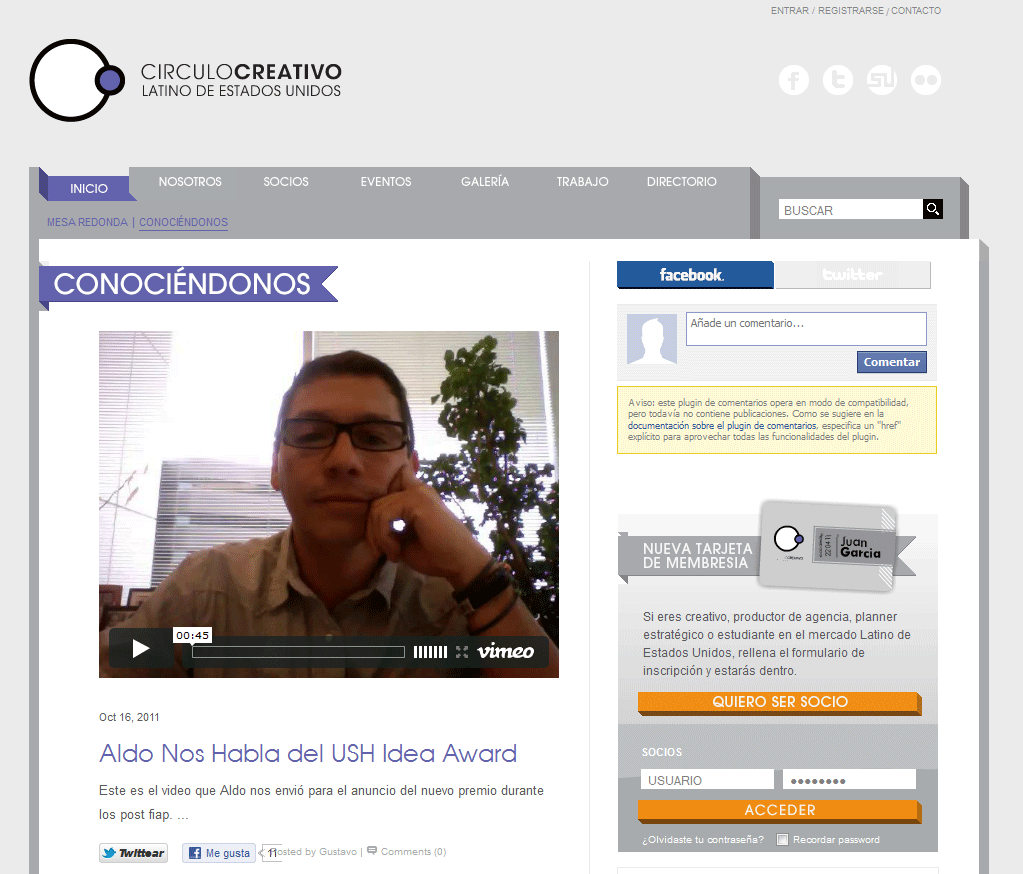 ENTRAR / REGISTRARSE / CONTACTO
CIRCULOCREATIVO
LATINO DE ESTADOS UNIDOS
INICIO NOSOTROS SOCIOS EVENTOS GALERÍA TRABAJO DIRECTORIO
MESA REDONDA | CONOCIÉNDONOS
BUSCAR
CONOCIÉNDONOS
00:45
vimeo
Oct 16, 2011
Aldo Nos Habla del USH Idea Award
Este es el video que Aldo nos envió para el anuncio del nuevo premio durante
los post fiap. ...
Twittear Me gusta 11 Posted by Gustavo | Comments (0)
facebook. twitter
Añade un comentario...
Comentar
Aviso: este plugin de comentarios opera en modo de compatibilidad,
pero todavía no contiene publicaciones. Como se sugiere en la
documentación sobre el plugin de comentarios, especifica un "href"
explícito para aprovechar todas las funcionalidades del plugin.
NUEVA TARJETA
DE MEMBRESIA
Juan
Garcia
Si eres creativo, productor de agencia, planner
estratégico o estudiante en el mercado Latino de
Estados Unidos, rellena el formulario de
inscripción y estarás dentro.
QUIERO SER SOCIO
SOCIOS
USUARIO ••••••••
ACCEDER
¿Olvidaste tu contraseña? Recordar password